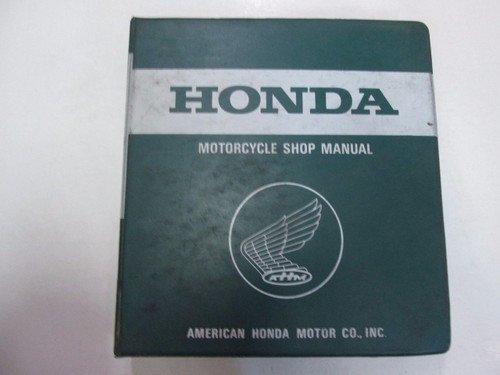 HONDA
MOTORCYCLE SHOP MANUAL
AHM
AMERICAN HONDA MOTOR CO., INC.